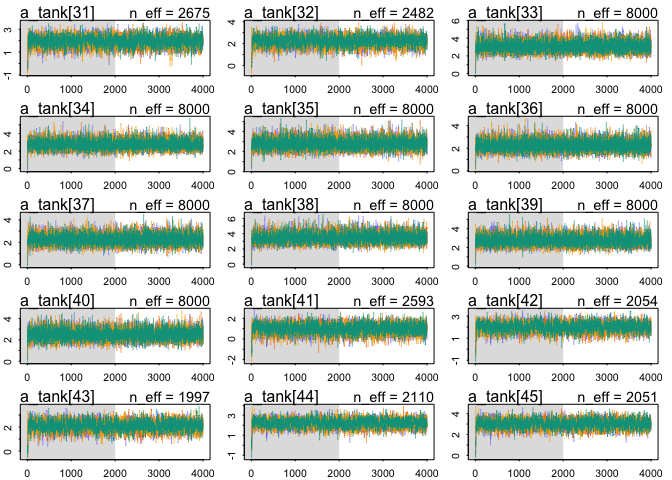 a_tank[31] n_eff = 2675 a_tank[32] n_eff = 2482 a_tank[33] n_eff = 8000
-1 1 2 3 0 2 4 0 2 4 6
0 1000 2000 3000 4000 0 1000 2000 3000 4000 0 1000 2000 3000 4000
a_tank[34] n_eff = 8000 a_tank[35] n_eff = 8000 a_tank[36] n_eff = 8000
0 2 4 0 2 4 0 2 4
0 1000 2000 3000 4000 0 1000 2000 3000 4000 0 1000 2000 3000 4000
a_tank[37] n_eff = 8000 a_tank[38] n_eff = 8000 a_tank[39] n_eff = 8000
0 2 4 0 2 4 6 0 2 4
0 1000 2000 3000 4000 0 1000 2000 3000 4000 0 1000 2000 3000 4000
a_tank[40] n_eff = 8000 a_tank[41] n_eff = 2593 a_tank[42] n_eff = 2054
0 2 4 -2 0 2 -1 1 3
0 1000 2000 3000 4000 0 1000 2000 3000 4000 0 1000 2000 3000 4000
a_tank[43] n_eff = 1997 a_tank[44] n_eff = 2110 a_tank[45] n_eff = 2051
0 2 -1 1 3 0 2 4
0 1000 2000 3000 4000 0 1000 2000 3000 4000 0 1000 2000 3000 4000